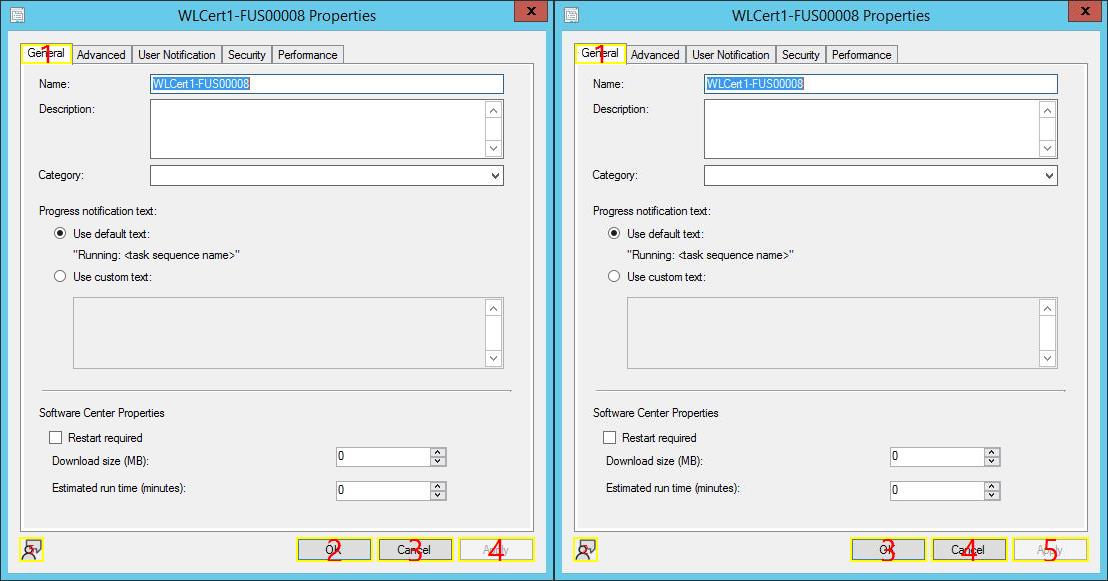 WLCert1-FUS00008 Properties
General Advanced User Notification Security Performance
1
Name: WLCert1-FUS00008
Description:
Category:
Progress notification text:
Use default text:
"Running: <task sequence name>"
Use custom text:
Software Center Properties
Restart required
Download size (MB): 0
Estimated run time (minutes): 0
OK Cancel Apply
2 3 4
WLCert1-FUS00008 Properties
General Advanced User Notification Security Performance
1
Name: WLCert1-FUS00008
Description:
Category:
Progress notification text:
Use default text:
"Running: <task sequence name>"
Use custom text:
Software Center Properties
Restart required
Download size (MB): 0
Estimated run time (minutes): 0
OK Cancel Apply
3 4 5